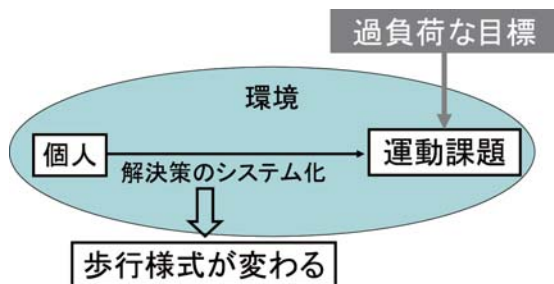 過負荷な目標
環境
個人
運動課題
解決策のシステム化
歩行様式が変わる